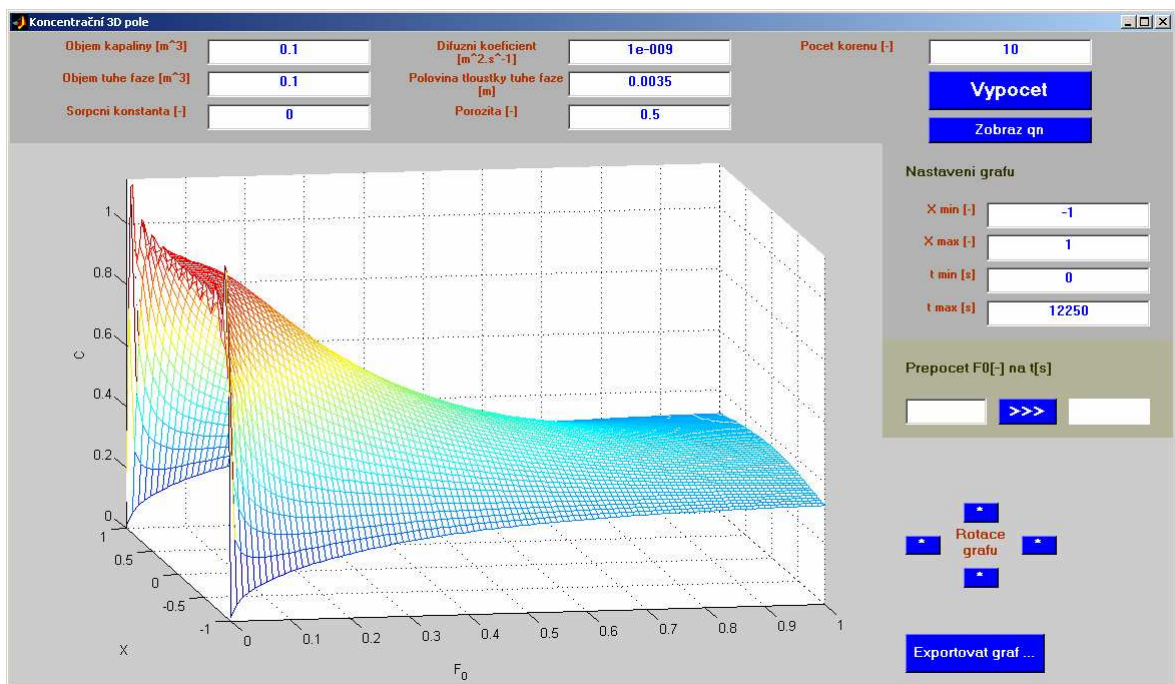 Koncentrační 3D pole
Objem kapaliny [m^3]
0.1
Objem tuhe faze [m^3]
0.1
Sorpcni konstanta [-]
0
Difuzni koeficient
[m^2.s^-1]
1e-009
Polovina tloustky tuhe faze
[m]
0.0035
Porozita [-]
0.5
Pocet korenu [-]
10
Vypocet
Zobraz qn
Nastaveni grafu
X min [-]
-1
X max [-]
1
t min [s]
0
t max [s]
12250
Prepocet F0[-] na t[s]
>>>
*
* Rotace *
grafu
*
Exportovat graf ...
1
0.8
0.6
0.4
0.2
0
C
1
0.5
0
-0.5
-1
X
0 0.1 0.2 0.3 0.4 0.5 0.6 0.7 0.8 0.9 1
F0